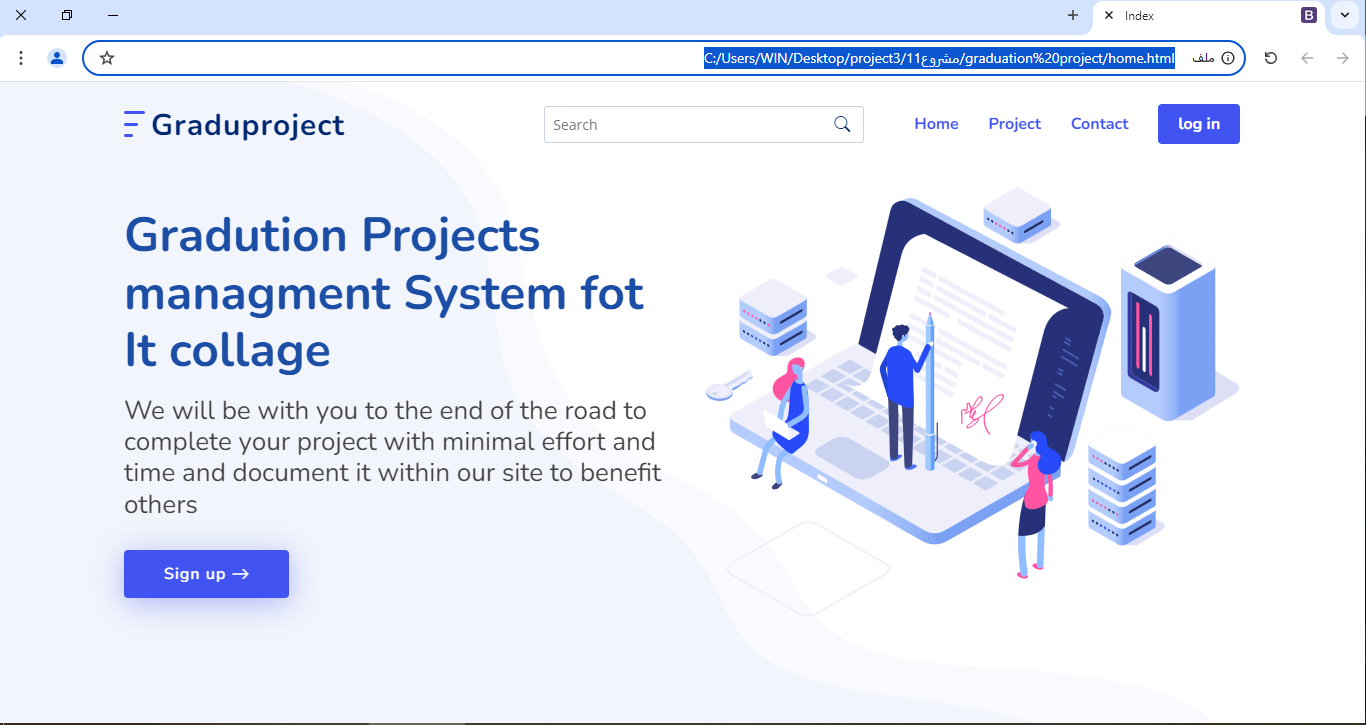 Index
C:/Users/WIN/Desktop/project3/11مشروع/graduation%20project/home.html ملف
Graduproject
Search
Home Project Contact log in
Gradution Projects
managment System fot
It collage
We will be with you to the end of the road to
complete your project with minimal effort and
time and document it within our site to benefit
others
Sign up →